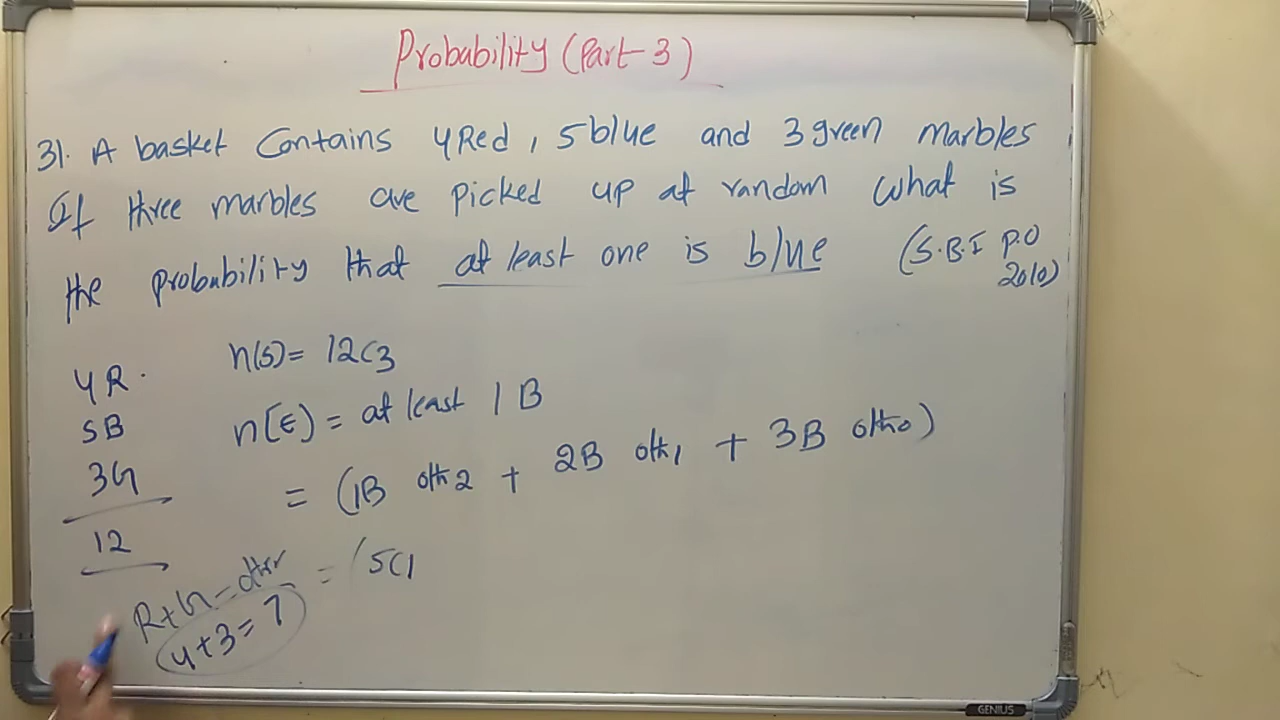 Probability (Part-3)
31. A basket Contains 4Red, 5blue and 3green marbles.
If three marbles are Picked up at random what is
the probability that at least one is blue (S.B.I P.O
2010)
4R.
5B
3G
12
n(s)= 12C3
n(E) = at least 1 B
= (1B oth2 + 2B oth1 + 3B oth0)
= (5C1
R+G=other
4+3=7
GENIUS